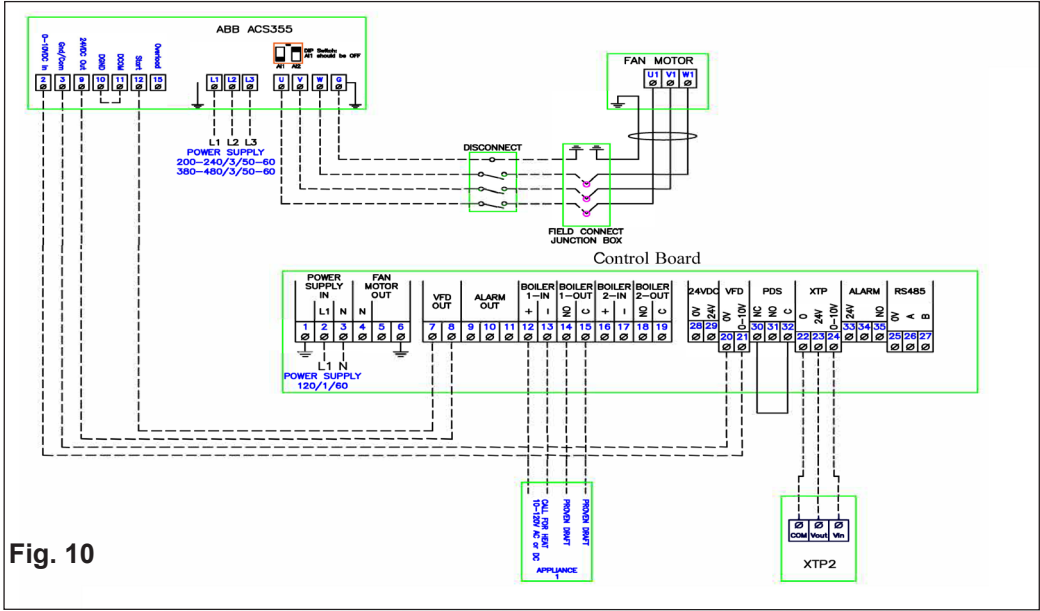 ABB ACS355
0-10VDC In
Gnd/Com
24VDC Out
DGND
DCOM
Start
Overload
2 3 9 10 11 12 15
DIP Switch:
AI1 should be OFF
AI1 AI2
L1 L2 L3
U V W G
L1 L2 L3
POWER SUPPLY
200-240/3/50-60
380-480/3/50-60
FAN MOTOR
U1 V1 W1
DISCONNECT
FIELD CONNECT
JUNCTION BOX
Control Board
POWER
SUPPLY
IN
FAN
MOTOR
OUT
VFD
OUT
ALARM
OUT
BOILER
1-IN
BOILER
1-OUT
BOILER
2-IN
BOILER
2-OUT
24VDC
VFD
PDS
XTP
ALARM
RS485
L1 N N
+ - NO C + - NO C
0V 24V
0V 0-10V
NC NO C
0 24V 0-10V
24V NO
0V A B
1 2 3 4 5 6 7 8 9 10 11 12 13 14 15 16 17 18 19
28 29 20 21 30 31 32 22 23 24 33 34 35 25 26 27
L1 N
POWER SUPPLY
120/1/60
10-120V AC or DC
CALL FOR HEAT
PROVEN DRAFT
PROVEN DRAFT
APPLIANCE
1
COM Vout Vin
XTP2
Fig. 10